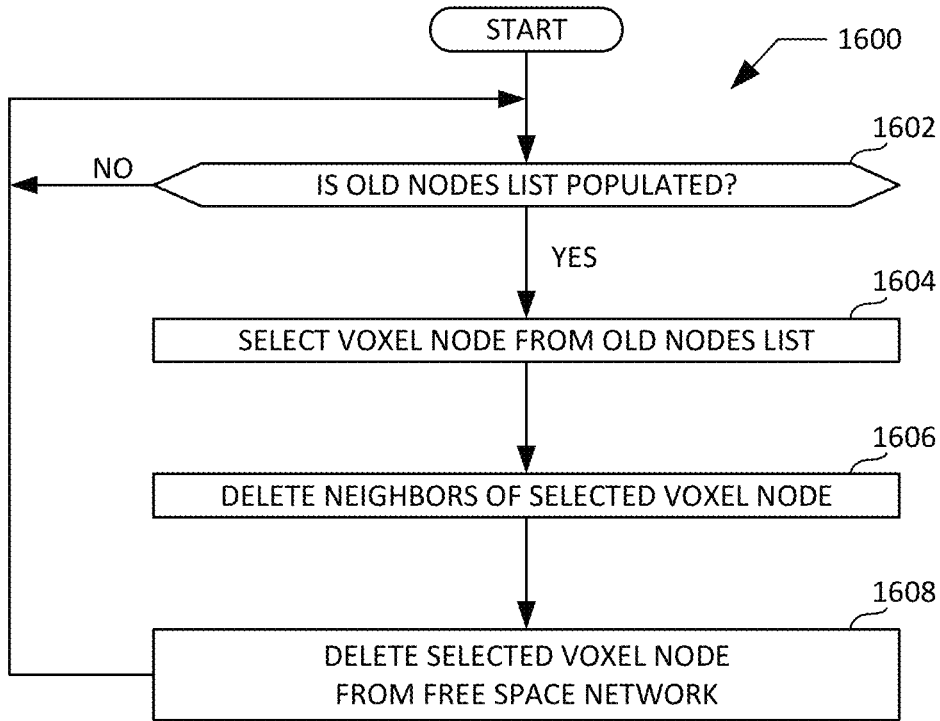 START
1600
1602
NO
IS OLD NODES LIST POPULATED?
YES
1604
SELECT VOXEL NODE FROM OLD NODES LIST
1606
DELETE NEIGHBORS OF SELECTED VOXEL NODE
1608
DELETE SELECTED VOXEL NODE
FROM FREE SPACE NETWORK